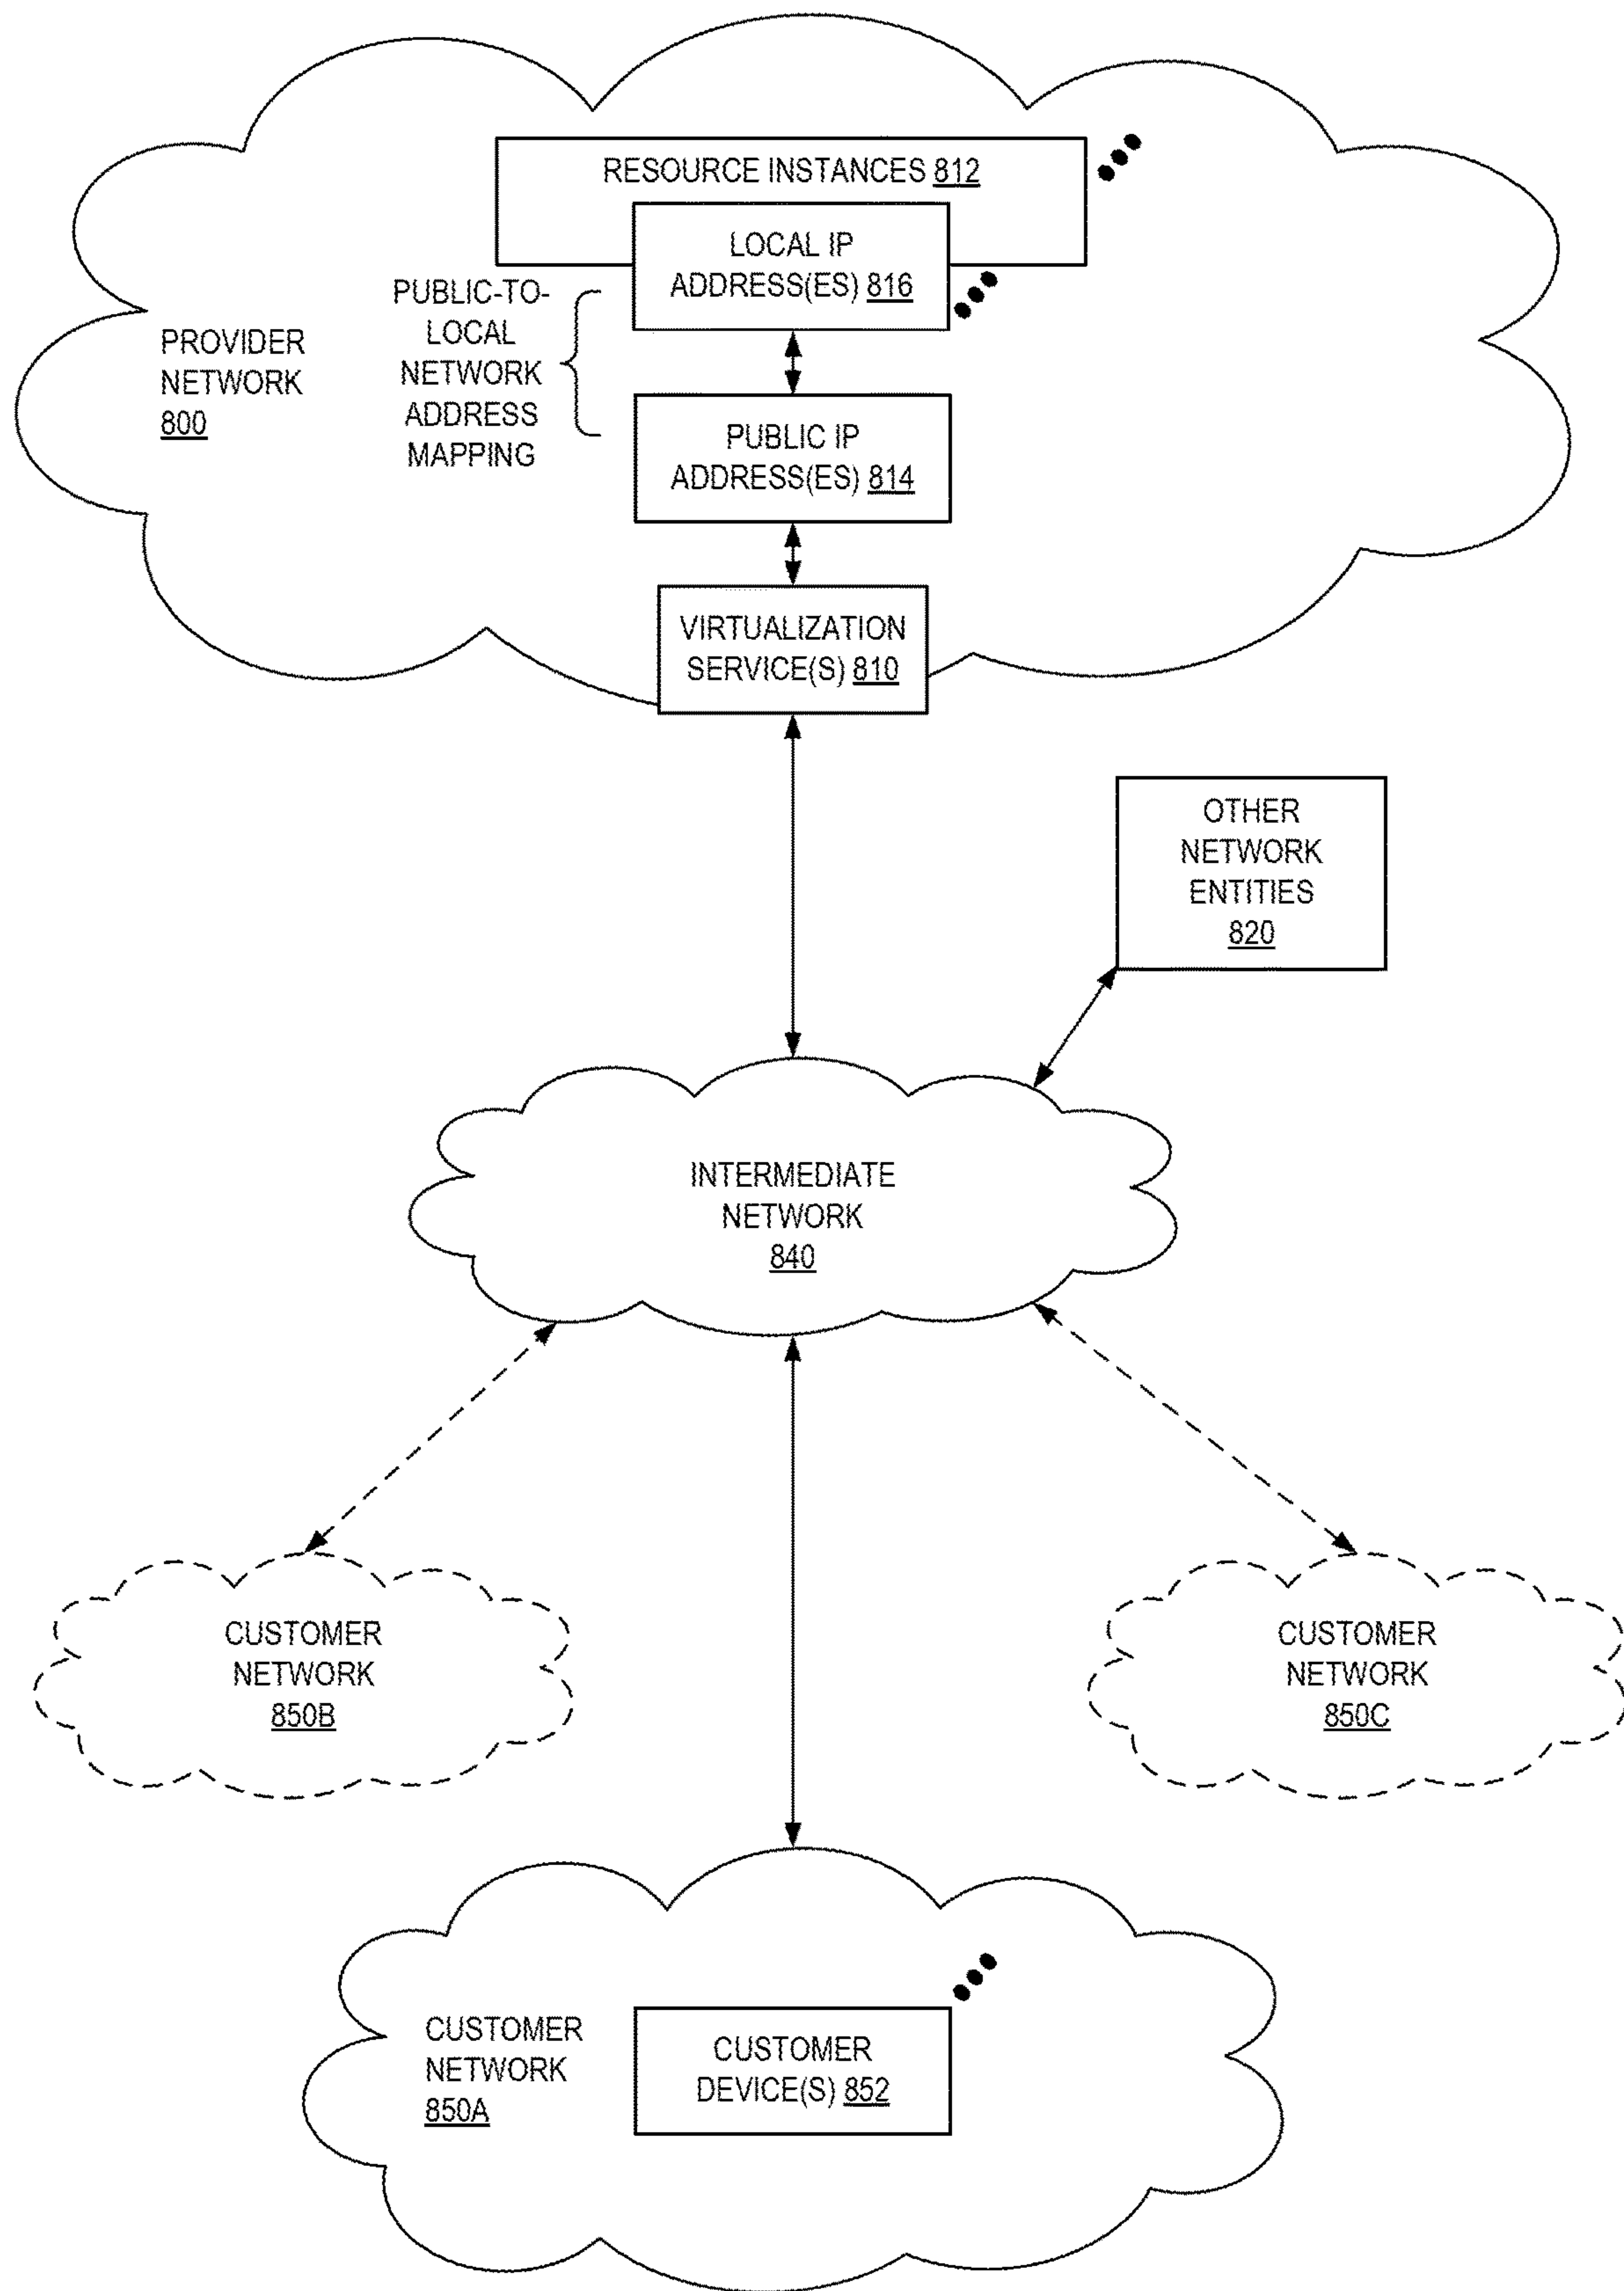 RESOURCE INSTANCES 812
LOCAL IP
ADDRESS(ES) 816
PUBLIC-TO-
LOCAL
NETWORK
ADDRESS
MAPPING
PROVIDER
NETWORK
800
PUBLIC IP
ADDRESS(ES) 814
VIRTUALIZATION
SERVICE(S) 810
OTHER
NETWORK
ENTITIES
820
INTERMEDIATE
NETWORK
840
CUSTOMER
NETWORK
850B
CUSTOMER
NETWORK
850C
CUSTOMER
NETWORK
850A
CUSTOMER
DEVICE(S) 852